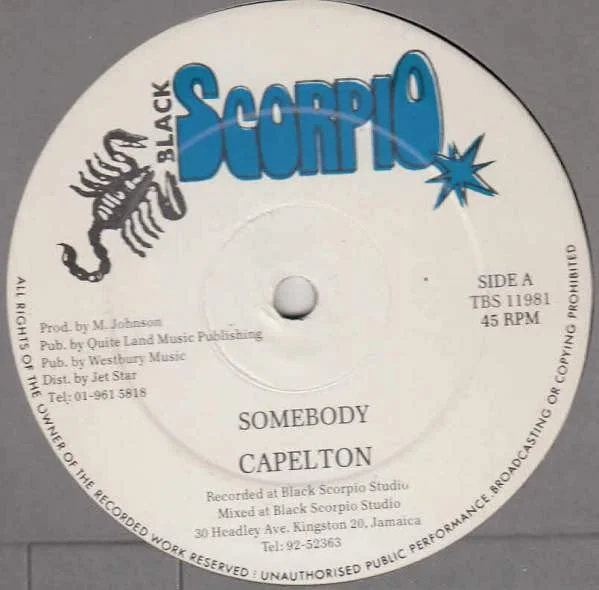 BLACK
SCORPIO
SIDE A
TBS 11981
45 RPM
Prod. by M. Johnson
Pub. by Quite Land Music Publishing
Pub. by Westbury Music
Dist. by Jet Star
Tel: 01-961 5818
SOMEBODY
CAPELTON
Recorded at Black Scorpio Studio
Mixed at Black Scorpio Studio
30 Headley Ave. Kingston 20, Jamaica
Tel: 92-52363
ALL RIGHTS OF THE OWNER OF THE RECORDED WORK RESERVED : UNAUTHORISED PUBLIC PERFORMANCE. BROADCASTING OR COPYING PROHIBITED